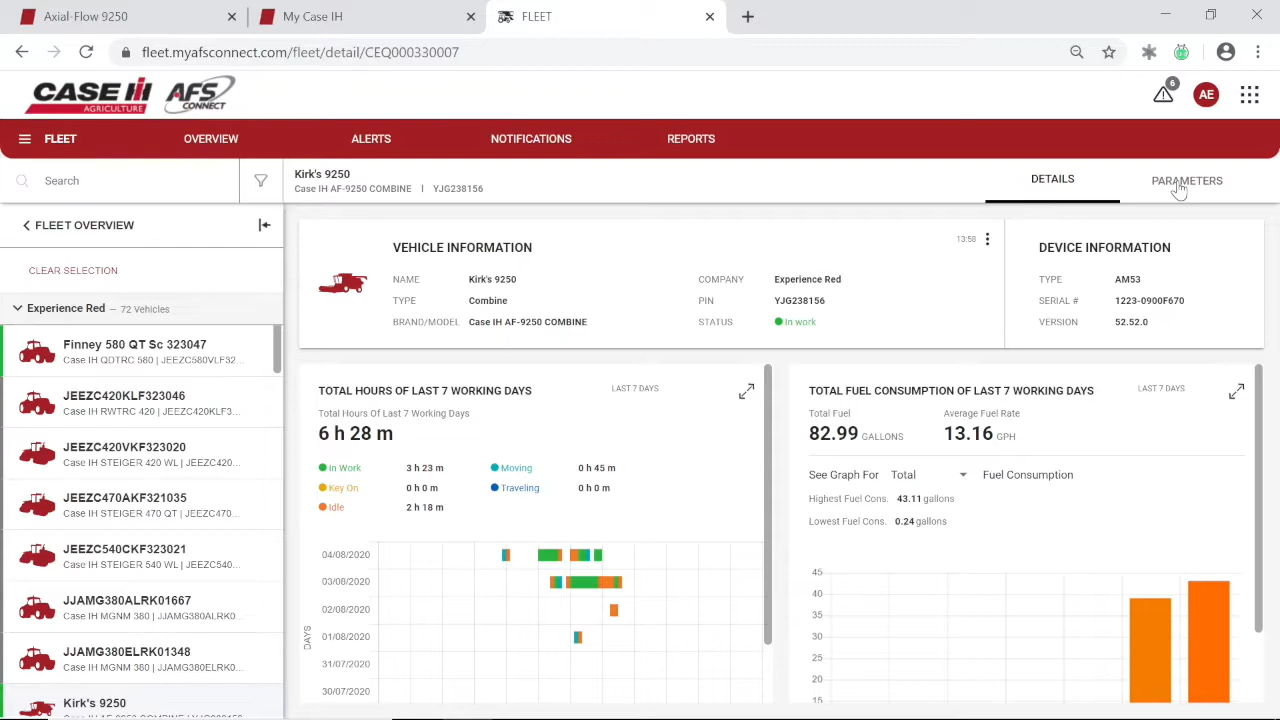 Axial-Flow 9250
My Case IH
FLEET
fleet.myafsconnect.com/fleet/detail/CEQ000330007
CASE IH
AGRICULTURE
AFS
CONNECT
6
AE
FLEET
OVERVIEW
ALERTS
NOTIFICATIONS
REPORTS
Search
Kirk's 9250
Case IH AF-9250 COMBINE | YJG238156
DETAILS
PARAMETERS
FLEET OVERVIEW
CLEAR SELECTION
Experience Red – 72 Vehicles
Finney 580 QT Sc 323047
Case IH QDTRC 580 | JEEZC580VLF32...
JEEZC420KLF323046
Case IH RWTRC 420 | JEEZC420KLF3...
JEEZC420VKF323020
Case IH STEIGER 420 WL | JEEZC420...
JEEZC470AKF321035
Case IH STEIGER 470 QT | JEEZC470...
JEEZC540CKF323021
Case IH STEIGER 540 WL | JEEZC540...
JJAMG380ALRK01667
Case IH MGNM 380 | JJAMG380ALRK0...
JJAMG380ELRK01348
Case IH MGNM 380 | JJAMG380ELRK0...
Kirk's 9250
VEHICLE INFORMATION
13:58
NAME Kirk's 9250
TYPE Combine
BRAND/MODEL Case IH AF-9250 COMBINE
COMPANY Experience Red
PIN YJG238156
STATUS In work
DEVICE INFORMATION
TYPE AM53
SERIAL # 1223-0900F670
VERSION 52.52.0
TOTAL HOURS OF LAST 7 WORKING DAYS
LAST 7 DAYS
Total Hours Of Last 7 Working Days
6 h 28 m
In Work 3 h 23 m
Moving 0 h 45 m
Key On 0 h 0 m
Traveling 0 h 0 m
Idle 2 h 18 m
DAYS
04/08/2020
03/08/2020
02/08/2020
01/08/2020
31/07/2020
30/07/2020
TOTAL FUEL CONSUMPTION OF LAST 7 WORKING DAYS
LAST 7 DAYS
Total Fuel
82.99 GALLONS
Average Fuel Rate
13.16 GPH
See Graph For Total Fuel Consumption
Highest Fuel Cons. 43.11 gallons
Lowest Fuel Cons. 0.24 gallons
45
40
35
30
25
20
15